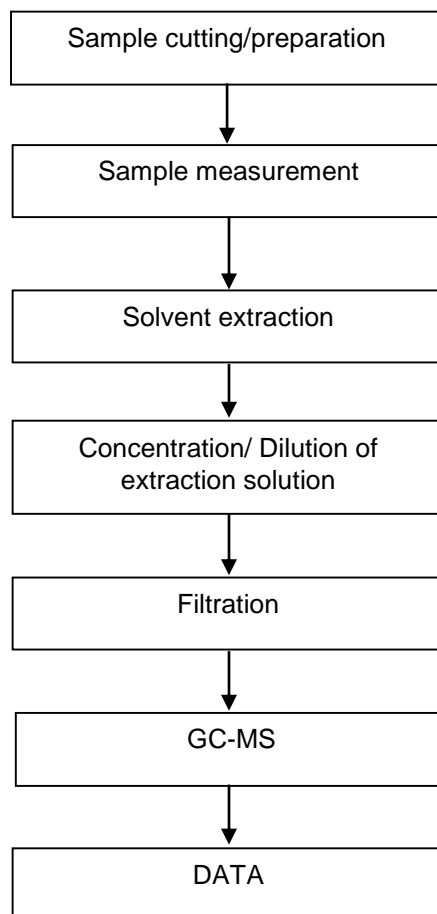 Sample cutting/preparation
Sample measurement
Solvent extraction
Concentration/ Dilution of
extraction solution
Filtration
GC-MS
DATA